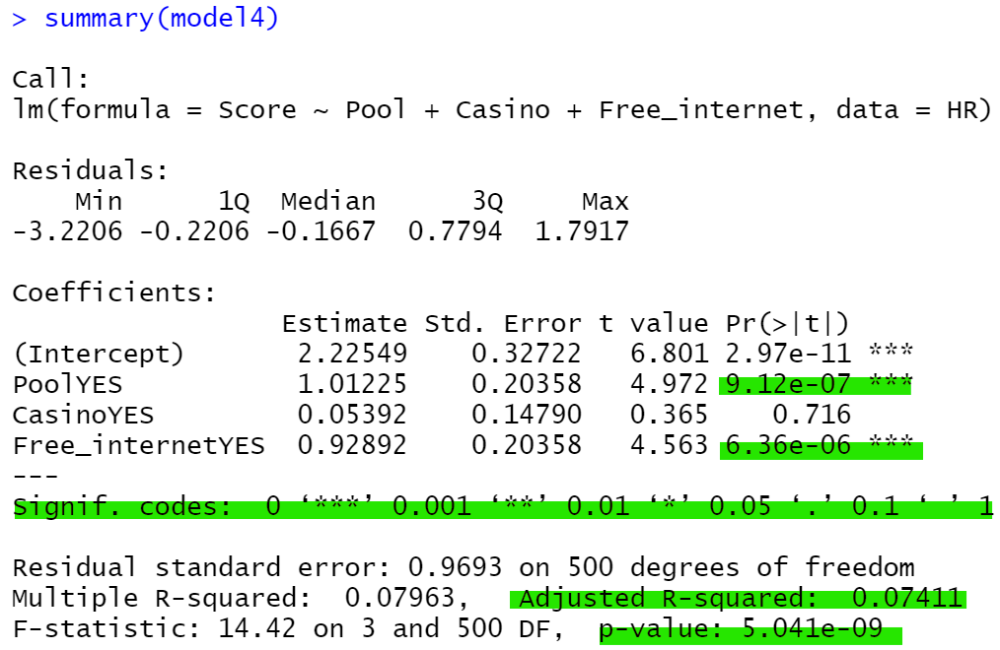 > summary(model4)
Call:
lm(formula = Score ~ Pool + Casino + Free_internet, data = HR)
Residuals:
    Min      1Q  Median      3Q     Max
-3.2206 -0.2206 -0.1667  0.7794  1.7917
Coefficients:
                 Estimate Std. Error t value Pr(>|t|)
(Intercept)       2.22549    0.32722   6.801 2.97e-11 ***
PoolYES           1.01225    0.20358   4.972 9.12e-07 ***
CasinoYES         0.05392    0.14790   0.365    0.716
Free_internetYES  0.92892    0.20358   4.563 6.36e-06 ***
---
Signif. codes:  0 ‘***’ 0.001 ‘**’ 0.01 ‘*’ 0.05 ‘.’ 0.1 ‘ ’ 1
Residual standard error: 0.9693 on 500 degrees of freedom
Multiple R-squared:  0.07963,   Adjusted R-squared:  0.07411
F-statistic: 14.42 on 3 and 500 DF,  p-value: 5.041e-09